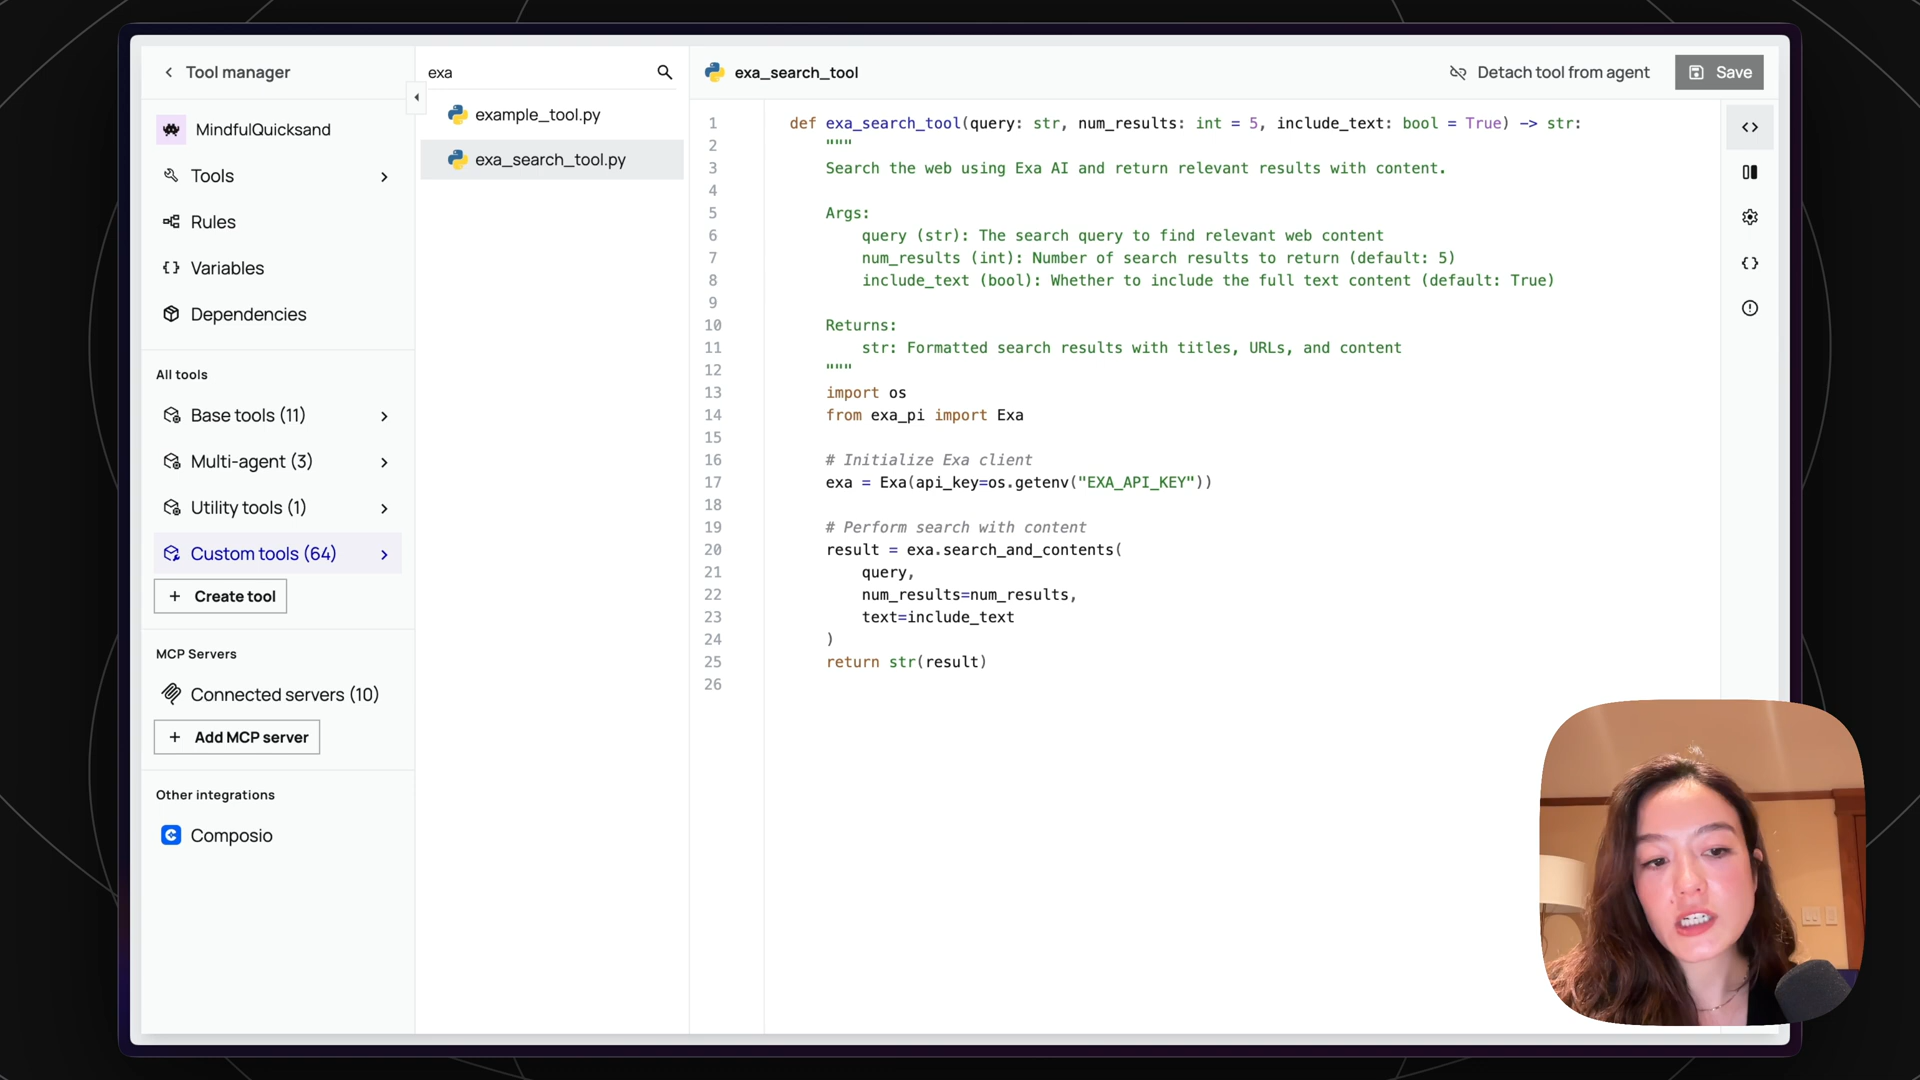 Tool manager
MindfulQuicksand
Tools
Rules
Variables
Dependencies
All tools
Base tools (11)
Multi-agent (3)
Utility tools (1)
Custom tools (64)
+ Create tool
MCP Servers
Connected servers (10)
+ Add MCP server
Other integrations
Composio
exa
example_tool.py
exa_search_tool.py
exa_search_tool
Detach tool from agent
Save
1 def exa_search_tool(query: str, num_results: int = 5, include_text: bool = True) -> str:
2 """
3 Search the web using Exa AI and return relevant results with content.
4
5 Args:
6 query (str): The search query to find relevant web content
7 num_results (int): Number of search results to return (default: 5)
8 include_text (bool): Whether to include the full text content (default: True)
9
10 Returns:
11 str: Formatted search results with titles, URLs, and content
12 """
13 import os
14 from exa_pi import Exa
15
16 # Initialize Exa client
17 exa = Exa(api_key=os.getenv("EXA_API_KEY"))
18
19 # Perform search with content
20 result = exa.search_and_contents(
21 query,
22 num_results=num_results,
23 text=include_text
24 )
25 return str(result)
26